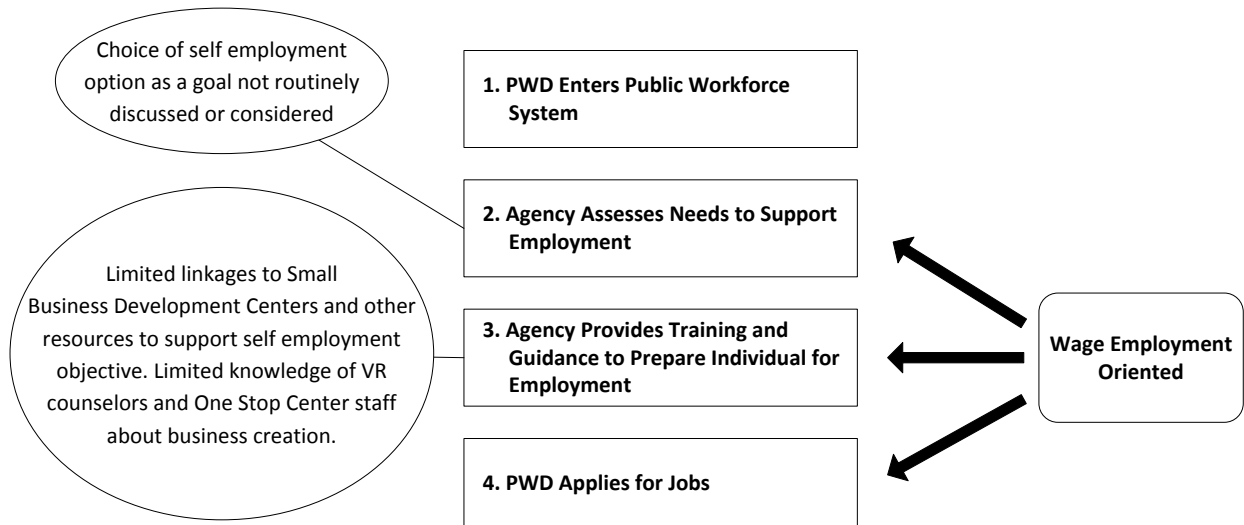 Choice of self employment
option as a goal not routinely
discussed or considered
1. PWD Enters Public Workforce
System
2. Agency Assesses Needs to Support
Employment
Limited linkages to Small
Business Development Centers and other
resources to support self employment
objective. Limited knowledge of VR
counselors and One Stop Center staff
about business creation.
3. Agency Provides Training and
Guidance to Prepare Individual for
Employment
4. PWD Applies for Jobs
Wage Employment
Oriented